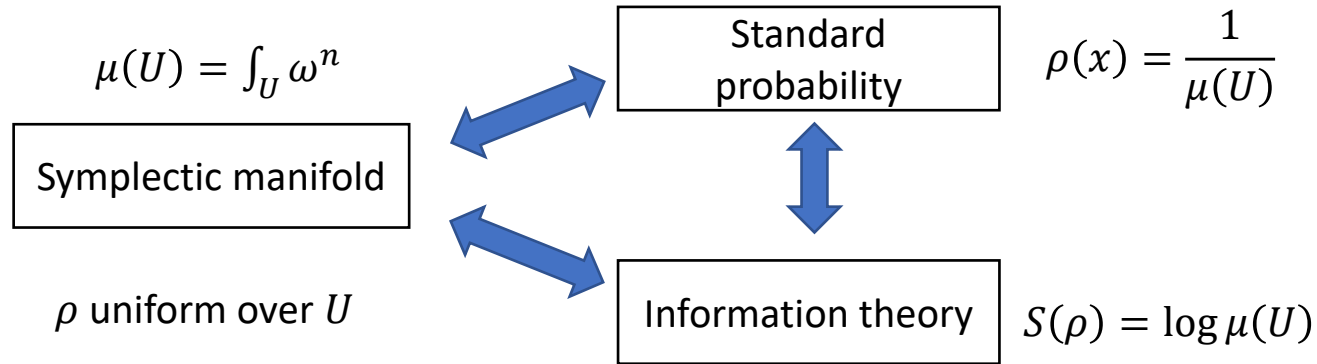 μ(U) = ∫_U ω^n
Standard
probability
ρ(x) = 1/μ(U)
Symplectic manifold
ρ uniform over U
Information theory
S(ρ) = log μ(U)